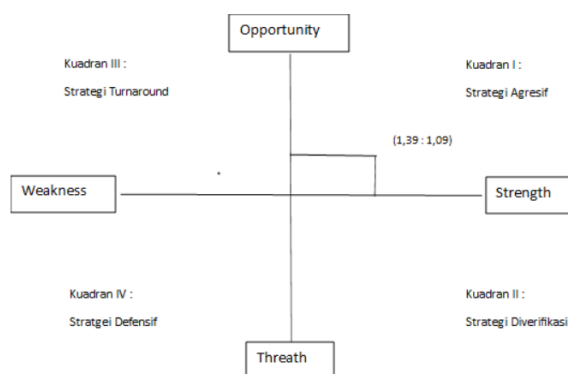 Opportunity
Kuadran III :
Strategi Turnaround
Kuadran I :
Strategi Agresif
(1,39 : 1,09)
Weakness
Strength
Kuadran IV :
Stratgei Defensif
Kuadran II :
Strategi Diverifikasi
Threath